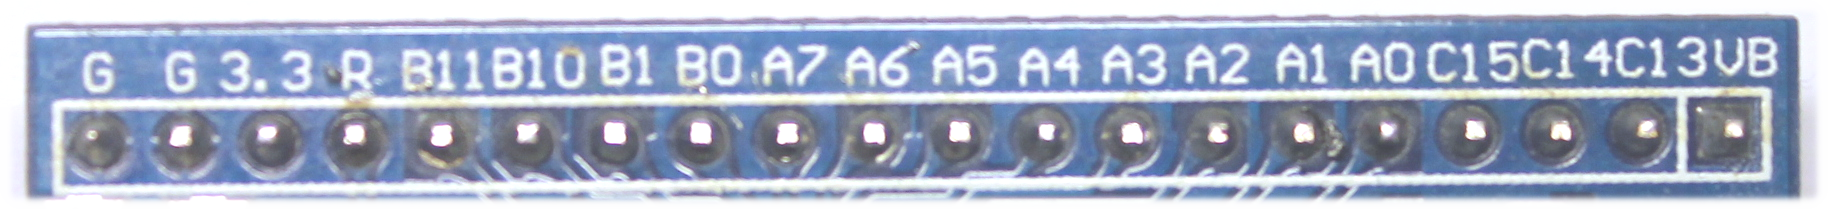 G G 3.3 R B11 B10 B1 B0 A7 A6 A5 A4 A3 A2 A1 A0 C15 C14 C13 VB